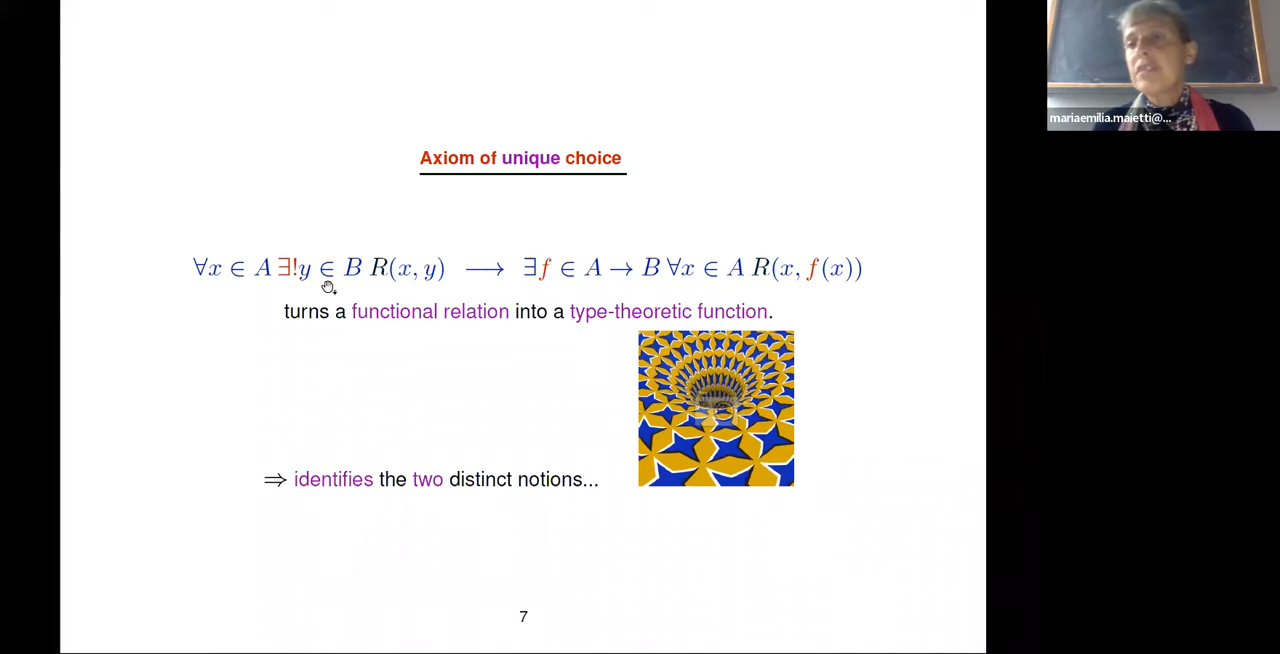 mariaemilia.maietti@...
Axiom of unique choice
∀x ∈ A ∃!y ∈ B R(x, y) ⟶ ∃f ∈ A → B ∀x ∈ A R(x, f(x))
turns a functional relation into a type-theoretic function.
⇒ identifies the two distinct notions...
7